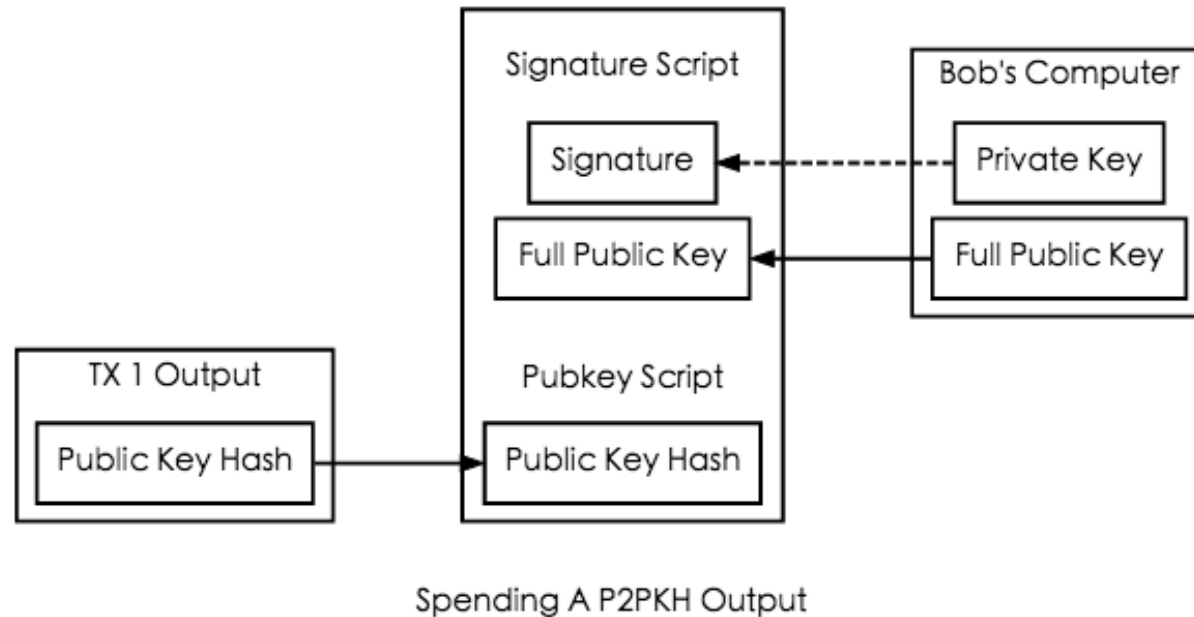 Signature Script
Signature
Full Public Key
Pubkey Script
Public Key Hash
Bob's Computer
Private Key
Full Public Key
TX 1 Output
Public Key Hash
Spending A P2PKH Output